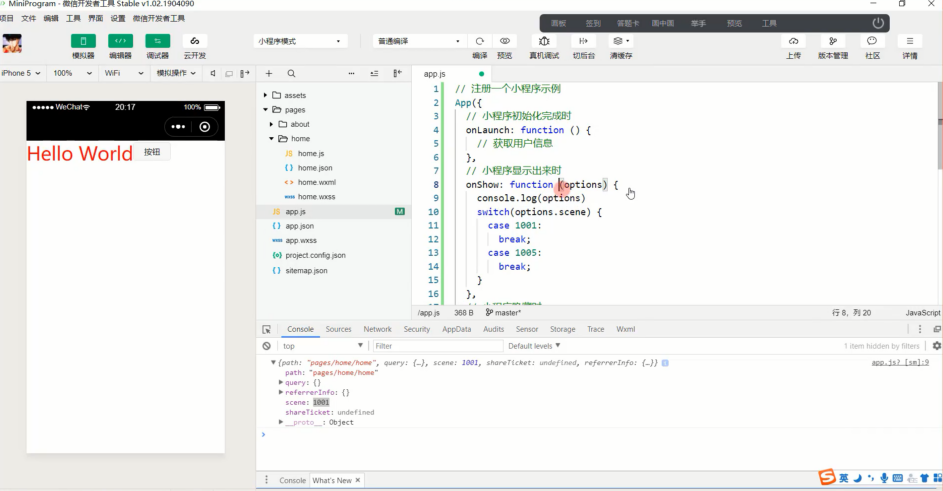 MiniProgram - 微信开发者工具 Stable v1.02.1904090
项目 文件 编辑 工具 界面 设置 微信开发者工具
画板 签到 答题卡 画中画 举手 预览 工具
模拟器 编辑器 调试器 云开发
小程序模式 普通编译
编译 预览 真机调试 切后台 清缓存
上传 版本管理 社区 详情
iPhone 5 100% WiFi 模拟操作
WeChat 20:17 100%
Hello World 按钮
assets
pages
about
home
JS home.js
{ } home.json
< > home.wxml
wxss home.wxss
JS app.js M
{ } app.json
wxss app.wxss
{o} project.config.json
{ } sitemap.json
app.js
1 // 注册一个小程序示例
2 App({
3 // 小程序初始化完成时
4 onLaunch: function () {
5 // 获取用户信息
6 },
7 // 小程序显示出来时
8 onShow: function (options) {
9 console.log(options)
10 switch(options.scene) {
11 case 1001:
12 break;
13 case 1005:
14 break;
15 }
16 },
/app.js 368 B master* 行 8，列 20 JavaScript
Console Sources Network Security AppData Audits Sensor Storage Trace Wxml
top Filter Default levels 1 item hidden by filters
{path: "pages/home/home", query: {…}, scene: 1001, shareTicket: undefined, referrerInfo: {…}} app.js? [sm]:9
path: "pages/home/home"
query: {}
referrerInfo: {}
scene: 1001
shareTicket: undefined
__proto__: Object
Console What's New
英